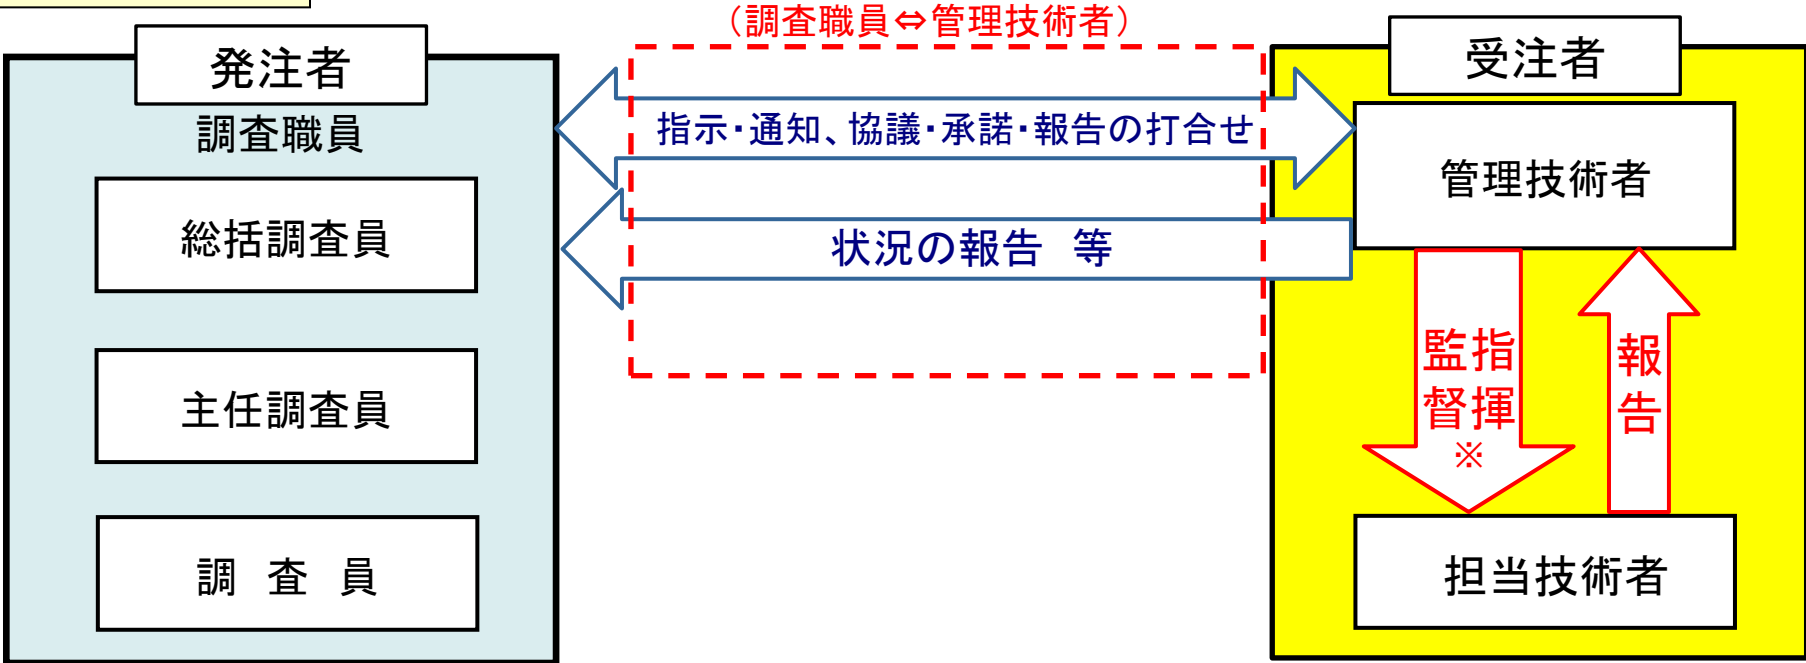 （調査職員⇔管理技術者）
発注者
調査職員
総括調査員
主任調査員
調　査　員
指示・通知、協議・承諾・報告の打合せ
状況の報告　等
受注者
管理技術者
監指
督揮
※
報
告
担当技術者